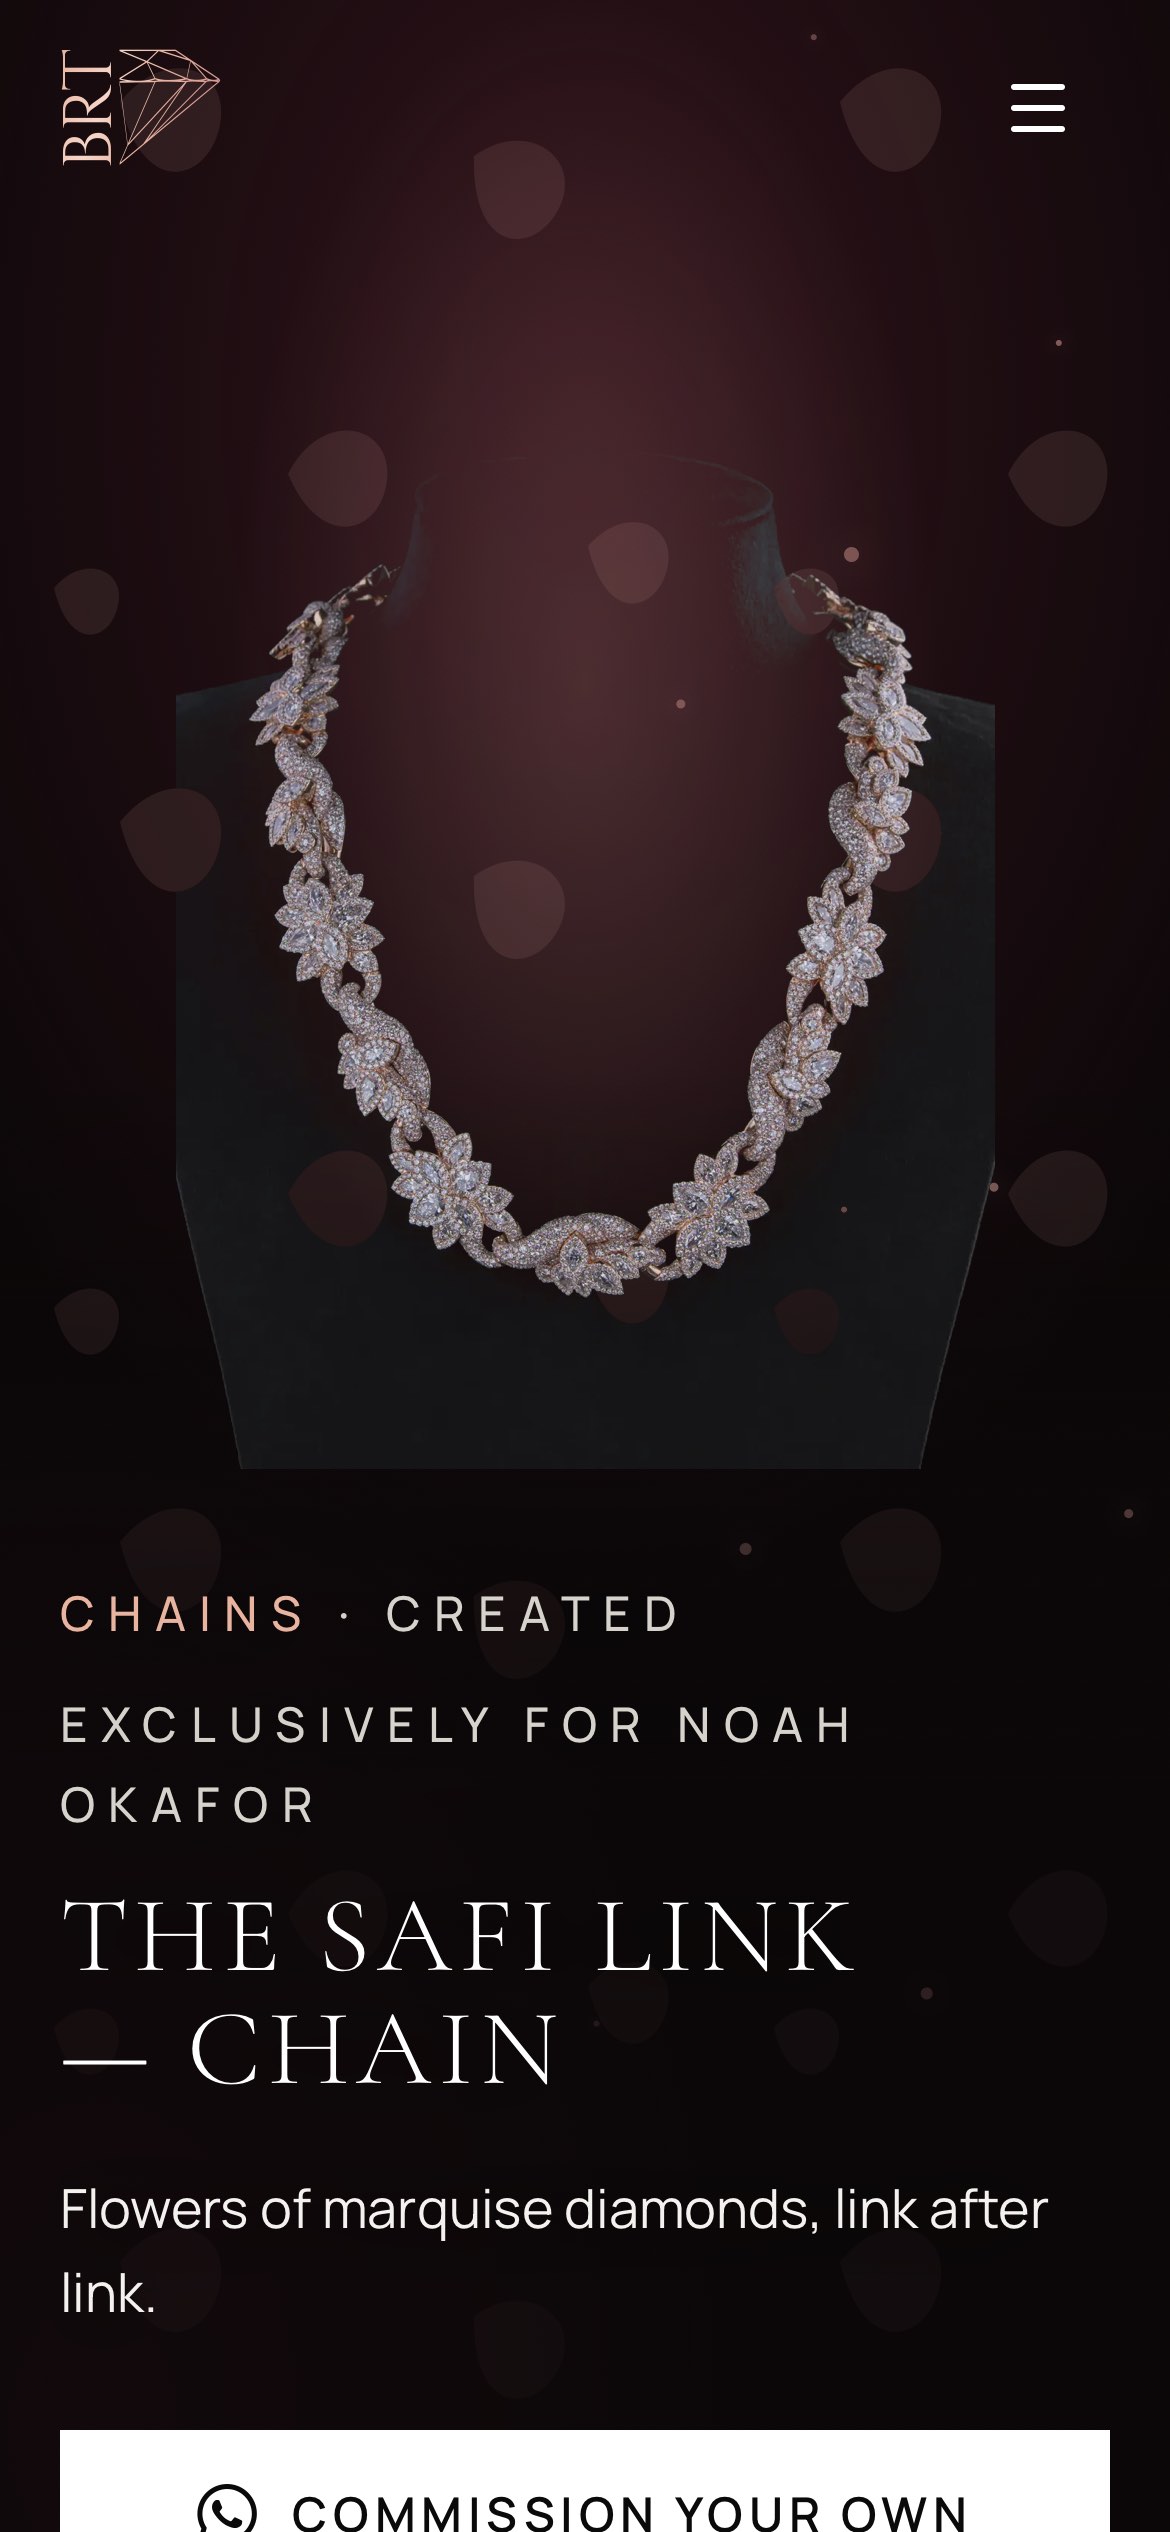 BRT
CHAINS · CREATED
EXCLUSIVELY FOR NOAH
OKAFOR
THE SAFI LINK
— CHAIN
Flowers of marquise diamonds, link after
link.
COMMISSION YOUR OWN